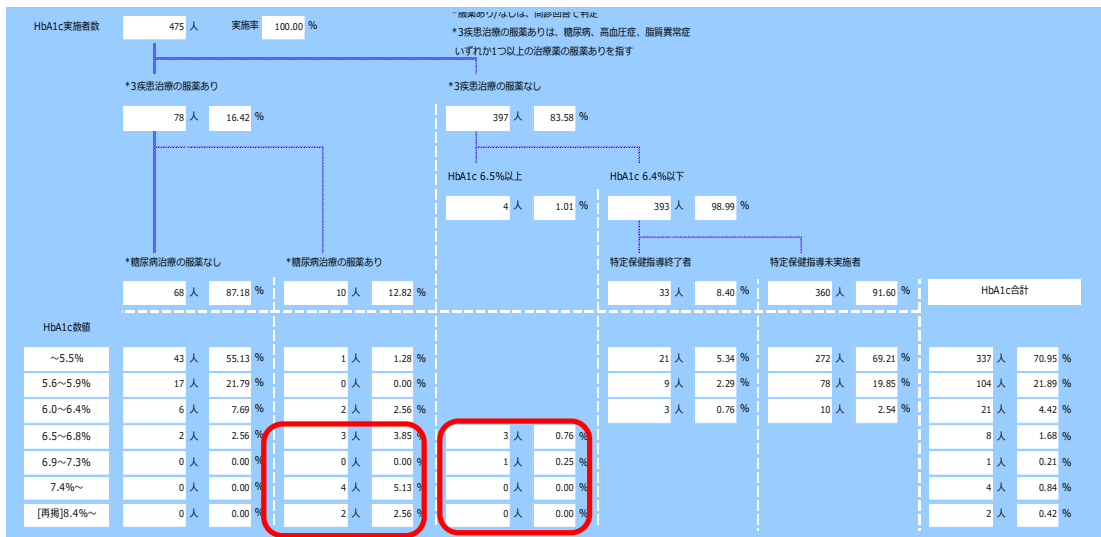 *服薬あり/なしは、問診回答で判定
HbA1c実施者数 475 人 実施率 100.00 %
*3疾患治療の服薬ありは、糖尿病、高血圧症、脂質異常症
いずれか1つ以上の治療薬の服薬ありを指す
*3疾患治療の服薬あり *3疾患治療の服薬なし
78 人 16.42 % 397 人 83.58 %
HbA1c 6.5%以上 HbA1c 6.4%以下
4 人 1.01 % 393 人 98.99 %
*糖尿病治療の服薬なし *糖尿病治療の服薬あり 特定保健指導終了者 特定保健指導未実施者
68 人 87.18 % 10 人 12.82 % 33 人 8.40 % 360 人 91.60 % HbA1c合計
HbA1c数値
～5.5% 43 人 55.13 % 1 人 1.28 % 21 人 5.34 % 272 人 69.21 % 337 人 70.95 %
5.6～5.9% 17 人 21.79 % 0 人 0.00 % 9 人 2.29 % 78 人 19.85 % 104 人 21.89 %
6.0～6.4% 6 人 7.69 % 2 人 2.56 % 3 人 0.76 % 10 人 2.54 % 21 人 4.42 %
6.5～6.8% 2 人 2.56 % 3 人 3.85 % 3 人 0.76 % 8 人 1.68 %
6.9～7.3% 0 人 0.00 % 0 人 0.00 % 1 人 0.25 % 1 人 0.21 %
7.4%～ 0 人 0.00 % 4 人 5.13 % 0 人 0.00 % 4 人 0.84 %
[再掲]8.4%～ 0 人 0.00 % 2 人 2.56 % 0 人 0.00 % 2 人 0.42 %